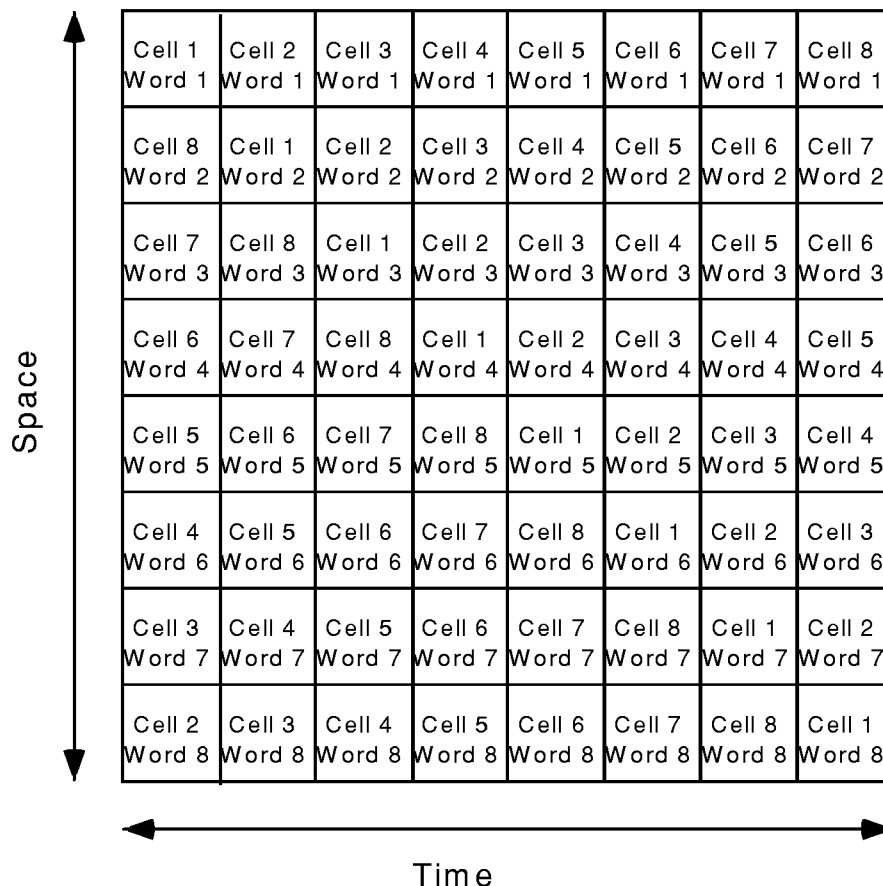 Cell 1 Cell 2 Cell 3 Cell 4 Cell 5 Cell 6 Cell 7 Cell 8
Word 1 Word 1 Word 1 Word 1 Word 1 Word 1 Word 1 Word 1
Cell 8 Cell 1 Cell 2 Cell 3 Cell 4 Cell 5 Cell 6 Cell 7
Word 2 Word 2 Word 2 Word 2 Word 2 Word 2 Word 2 Word 2
Cell 7 Cell 8 Cell 1 Cell 2 Cell 3 Cell 4 Cell 5 Cell 6
Word 3 Word 3 Word 3 Word 3 Word 3 Word 3 Word 3 Word 3
Cell 6 Cell 7 Cell 8 Cell 1 Cell 2 Cell 3 Cell 4 Cell 5
Word 4 Word 4 Word 4 Word 4 Word 4 Word 4 Word 4 Word 4
Cell 5 Cell 6 Cell 7 Cell 8 Cell 1 Cell 2 Cell 3 Cell 4
Word 5 Word 5 Word 5 Word 5 Word 5 Word 5 Word 5 Word 5
Cell 4 Cell 5 Cell 6 Cell 7 Cell 8 Cell 1 Cell 2 Cell 3
Word 6 Word 6 Word 6 Word 6 Word 6 Word 6 Word 6 Word 6
Cell 3 Cell 4 Cell 5 Cell 6 Cell 7 Cell 8 Cell 1 Cell 2
Word 7 Word 7 Word 7 Word 7 Word 7 Word 7 Word 7 Word 7
Cell 2 Cell 3 Cell 4 Cell 5 Cell 6 Cell 7 Cell 8 Cell 1
Word 8 Word 8 Word 8 Word 8 Word 8 Word 8 Word 8 Word 8
Space
Time